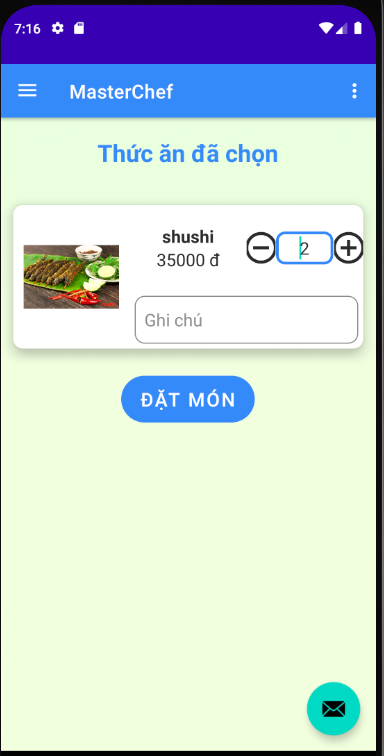 7:16
MasterChef
Thức ăn đã chọn
shushi
35000 đ
2
Ghi chú
ĐẶT MÓN